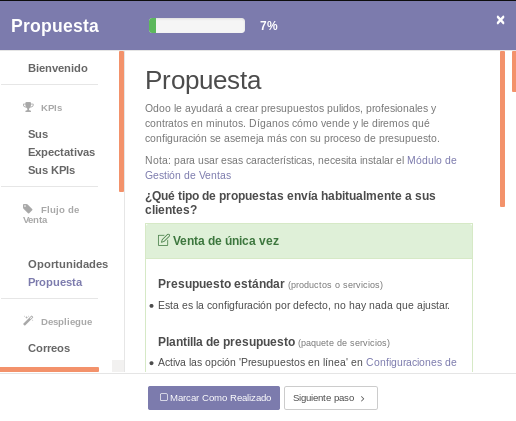 Propuesta
7%
×
Bienvenido
KPIs
Sus
Expectativas
Sus KPIs
Flujo de
Venta
Oportunidades
Propuesta
Despliegue
Correos
Propuesta
Odoo le ayudará a crear presupuestos pulidos, profesionales y
contratos en minutos. Díganos cómo vende y le diremos qué
configuración se asemeja más con su proceso de presupuesto.
Nota: para usar esas características, necesita instalar el Módulo de
Gestión de Ventas
¿Qué tipo de propuestas envía habitualmente a sus
clientes?
Venta de única vez
Presupuesto estándar (productos o servicios)
• Esta es la configfuración por defecto, no hay nada que ajustar.
Plantilla de presupuesto (paquete de servicios)
• Activa las opción 'Presupuestos en línea' en Configuraciones de
Marcar Como Realizado
Siguiente paso